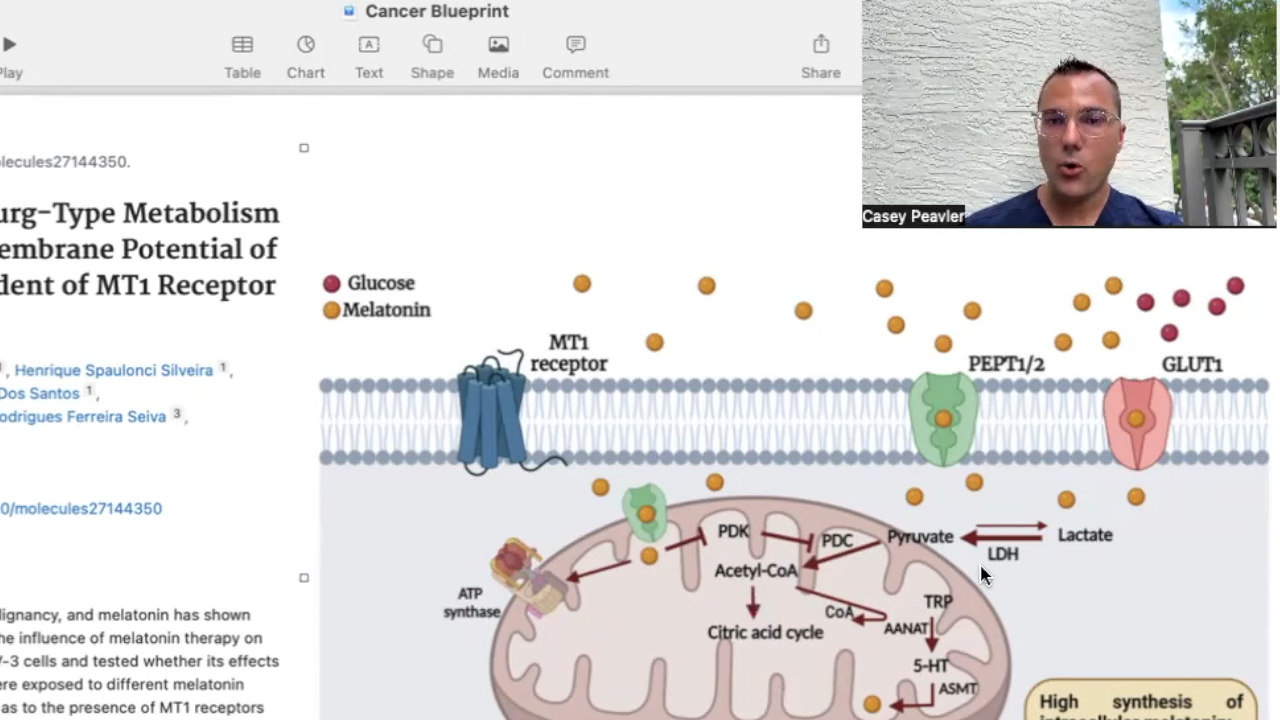 Cancer Blueprint
Play
Table
Chart
Text
Shape
Media
Comment
Share
Casey Peavler
olecules27144350.
urg-Type Metabolism
embrane Potential of
dent of MT1 Receptor
1, Henrique Spaulonci Silveira 1,
Dos Santos 1,
odrigues Ferreira Seiva 3,
0/molecules27144350
lignancy, and melatonin has shown
he influence of melatonin therapy on
V-3 cells and tested whether its effects
ere exposed to different melatonin
as to the presence of MT1 receptors
Glucose
Melatonin
MT1
receptor
PEPT1/2
GLUT1
PDK
PDC
Pyruvate
Lactate
LDH
Acetyl-CoA
ATP
synthase
CoA
TRP
AANAT
Citric acid cycle
5-HT
ASMT
High synthesis of
intracellular melatonin